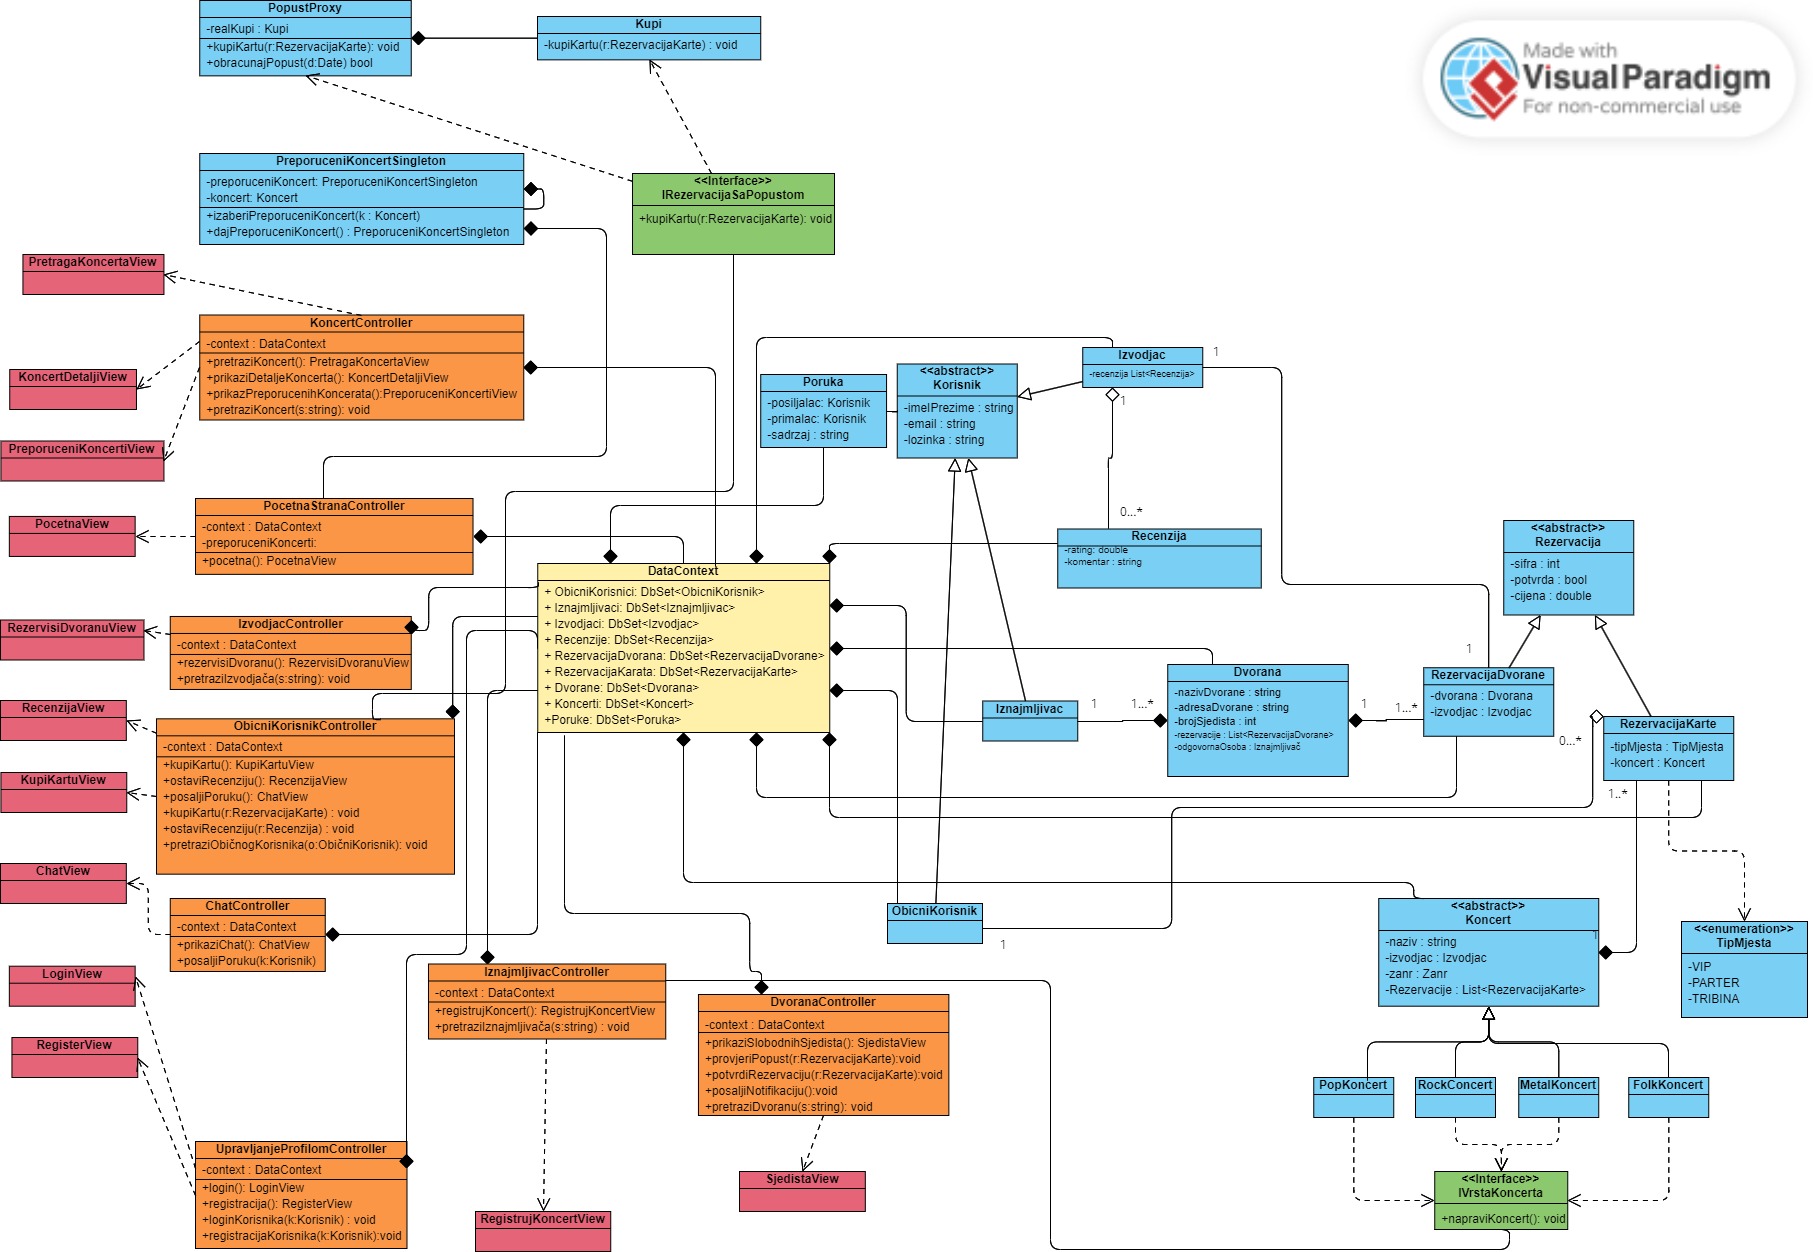 PopustProxy
-realKupi : Kupi
+kupiKartu(r:RezervacijaKarte): void
+obracunajPopust(d:Date) bool
Kupi
-kupiKartu(r:RezervacijaKarte) : void
Made with
VisualParadigm
For non-commercial use
PreporuceniKoncertSingleton
-preporuceniKoncert: PreporuceniKoncertSingleton
-koncert: Koncert
+izaberiPreporuceniKoncert(k : Koncert)
+dajPreporuceniKoncert() : PreporuceniKoncertSingleton
<<Interface>>
IRezervacijaSaPopustom
+kupiKartu(r:RezervacijaKarte): void
PretragaKoncertaView
KoncertController
-context : DataContext
+pretraziKoncert(): PretragaKoncertaView
+prikaziDetaljeKoncerta(): KoncertDetaljiView
+prikazPreporucenihKoncerata():PreporuceniKoncertiView
+pretraziKoncert(s:string): void
KoncertDetaljiView
PreporuceniKoncertiView
Poruka
-posiljalac: Korisnik
-primalac: Korisnik
-sadrzaj : string
<<abstract>>
Korisnik
-imeIPrezime : string
-email : string
-lozinka : string
Izvodjac
-recenzija List<Recenzija>
1
1
0...*
Recenzija
-rating: double
-komentar : string
<<abstract>>
Rezervacija
-sifra : int
-potvrda : bool
-cijena : double
PocetnaStranaController
-context : DataContext
-preporuceniKoncerti:
+pocetna(): PocetnaView
PocetnaView
DataContext
+ ObicniKorisnici: DbSet<ObicniKorisnik>
+ Iznajmljivaci: DbSet<Iznajmljivac>
+ Izvodjaci: DbSet<Izvodjac>
+ Recenzije: DbSet<Recenzija>
+ RezervacijaDvorana: DbSet<RezervacijaDvorane>
+ RezervacijaKarata: DbSet<RezervacijaKarte>
+ Dvorane: DbSet<Dvorana>
+ Koncerti: DbSet<Koncert>
+Poruke: DbSet<Poruka>
RezervisiDvoranuView
IzvodjacController
-context : DataContext
+rezervisiDvoranu(): RezervisiDvoranuView
+pretraziIzvodjača(s:string): void
Iznajmljivac
1
1...*
Dvorana
-nazivDvorane : string
-adresaDvorane : string
-brojSjedista : int
-rezervacije : List<RezervacijaDvorane>
-odgovornaOsoba : Iznajmljivač
1
1...*
1
RezervacijaDvorane
-dvorana : Dvorana
-izvodjac : Izvodjac
0...*
RezervacijaKarte
-tipMjesta : TipMjesta
-koncert : Koncert
1..*
RecenzijaView
KupiKartuView
ObicniKorisnikController
-context : DataContext
+kupiKartu(): KupiKartuView
+ostaviRecenziju(): RecenzijaView
+posaljiPoruku(): ChatView
+kupiKartu(r:RezervacijaKarte) : void
+ostaviRecenziju(r:Recenzija) : void
+pretraziObičnogKorisnika(o:ObičniKorisnik): void
ChatView
ChatController
-context : DataContext
+prikaziChat(): ChatView
+posaljiPoruku(k:Korisnik)
ObicniKorisnik
1
<<abstract>>
Koncert
-naziv : string
-izvodjac : Izvodjac
-zanr : Zanr
-Rezervacije : List<RezervacijaKarte>
1
<<enumeration>>
TipMjesta
-VIP
-PARTER
-TRIBINA
LoginView
RegisterView
IznajmljivacController
-context : DataContext
+registrujKoncert(): RegistrujKoncertView
+pretraziIznajmljivača(s:string) : void
DvoranaController
-context : DataContext
+prikaziSlobodnihSjedista(): SjedistaView
+provjeriPopust(r:RezervacijaKarte):void
+potvrdiRezervaciju(r:RezervacijaKarte):void
+posaljiNotifikaciju():void
+pretraziDvoranu(s:string): void
PopKoncert
RockConcert
MetalKoncert
FolkKoncert
UpravljanjeProfilomController
-context : DataContext
+login(): LoginView
+registracija(): RegisterView
+loginKorisnika(k:Korisnik) : void
+registracijaKorisnika(k:Korisnik):void
SjedistaView
RegistrujKoncertView
<<Interface>>
IVrstaKoncerta
+napraviKoncert(): void